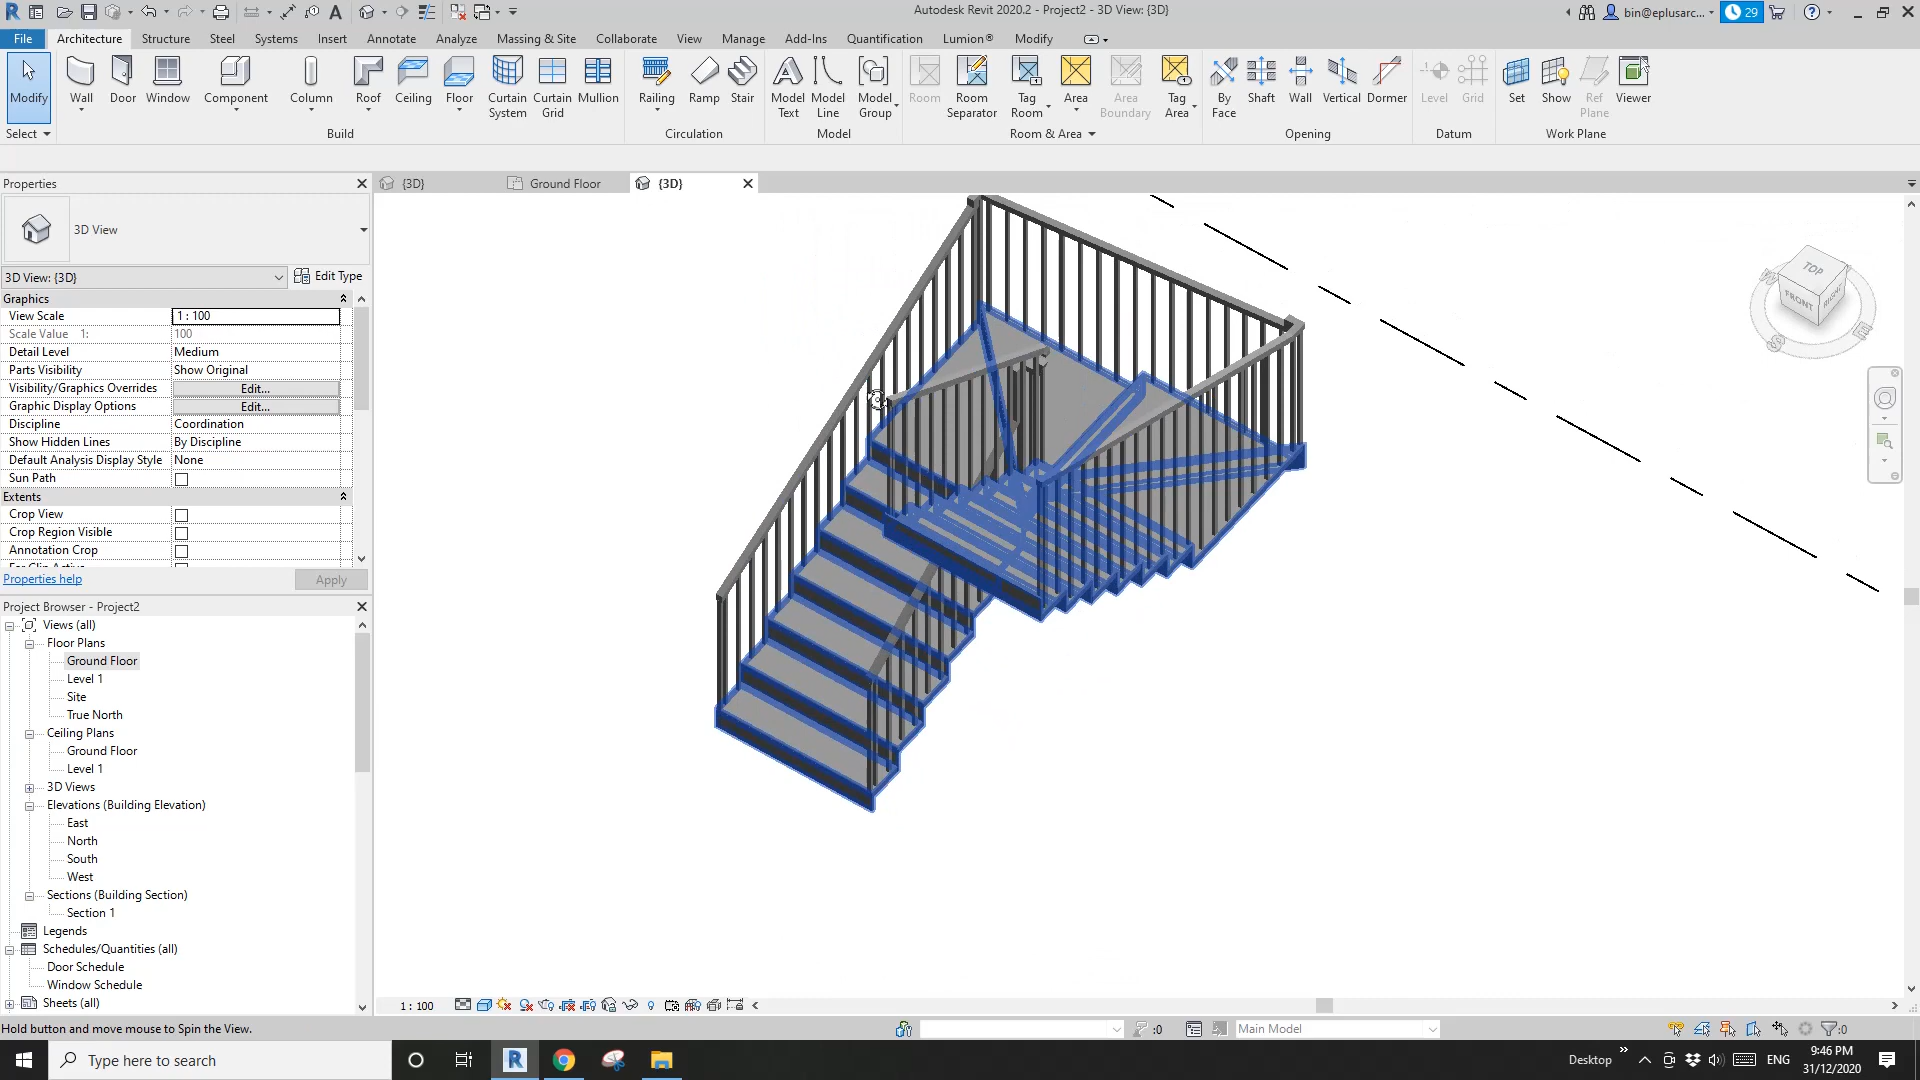 Autodesk Revit 2020.2 - Project2 - 3D View: {3D}
bin@eplusarc...
29
File
Architecture
Structure
Steel
Systems
Insert
Annotate
Analyze
Massing & Site
Collaborate
View
Manage
Add-Ins
Quantification
Lumion®
Modify
Modify
Wall
Door
Window
Component
Column
Roof
Ceiling
Floor
Curtain System
Curtain Grid
Mullion
Railing
Ramp
Stair
Model Text
Model Line
Model Group
Room
Room Separator
Tag Room
Area
Area Boundary
Tag Area
By Face
Shaft
Wall
Vertical
Dormer
Level
Grid
Set
Show
Ref Plane
Viewer
Select
Build
Circulation
Model
Room & Area
Opening
Datum
Work Plane
Properties
{3D}
Ground Floor
{3D}
3D View
3D View: {3D}
Edit Type
Graphics
View Scale 1 : 100
Scale Value 1: 100
Detail Level Medium
Parts Visibility Show Original
Visibility/Graphics Overrides Edit...
Graphic Display Options Edit...
Discipline Coordination
Show Hidden Lines By Discipline
Default Analysis Display Style None
Sun Path
Extents
Crop View
Crop Region Visible
Annotation Crop
Properties help
Apply
TOP
FRONT
RIGHT
W
S
E
Project Browser - Project2
Views (all)
Floor Plans
Ground Floor
Level 1
Site
True North
Ceiling Plans
Ground Floor
Level 1
3D Views
Elevations (Building Elevation)
East
North
South
West
Sections (Building Section)
Section 1
Legends
Schedules/Quantities (all)
Door Schedule
Window Schedule
Sheets (all)
1 : 100
Hold button and move mouse to Spin the View.
:0
Main Model
:0
Type here to search
Desktop
ENG
9:46 PM
31/12/2020